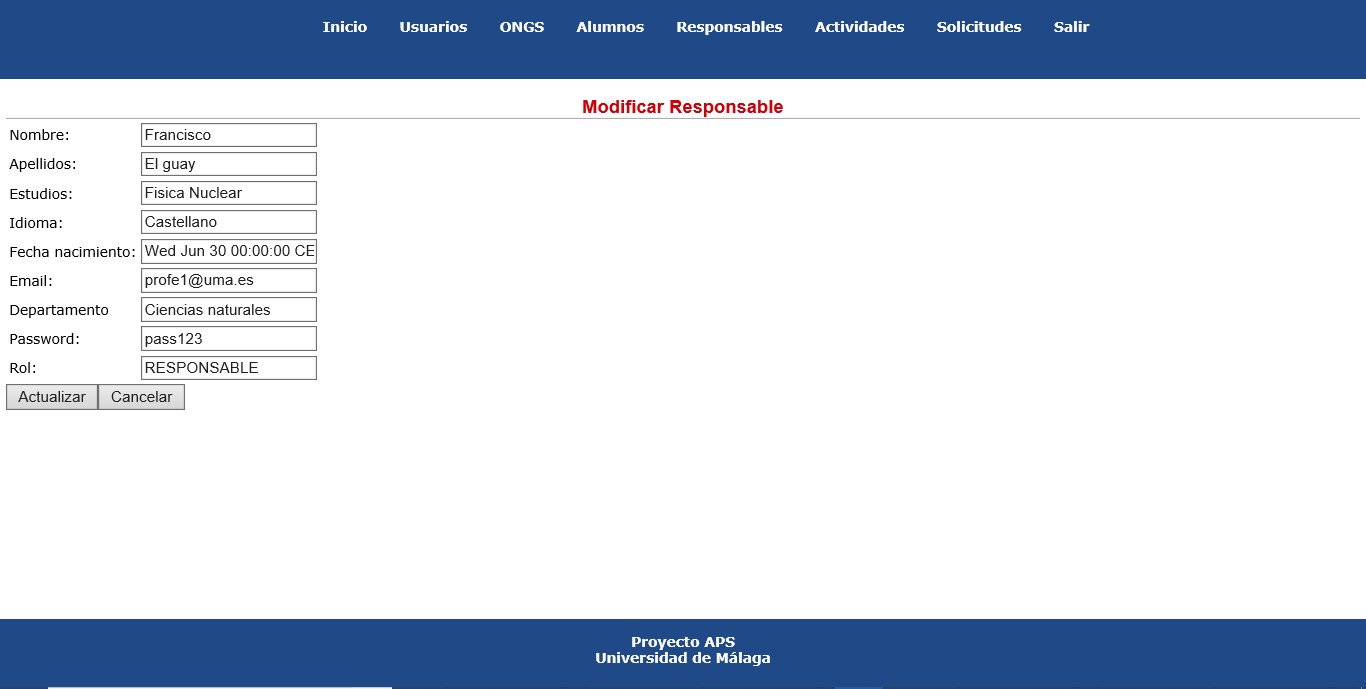 Inicio Usuarios ONGS Alumnos Responsables Actividades Solicitudes Salir
Modificar Responsable
Nombre: Francisco
Apellidos: El guay
Estudios: Fisica Nuclear
Idioma: Castellano
Fecha nacimiento: Wed Jun 30 00:00:00 CE
Email: profe1@uma.es
Departamento Ciencias naturales
Password: pass123
Rol: RESPONSABLE
Actualizar Cancelar
Proyecto APS
Universidad de Málaga